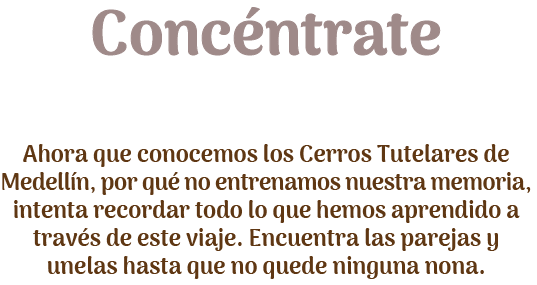 Concéntrate
Ahora que conocemos los Cerros Tutelares de
Medellín, por qué no entrenamos nuestra memoria,
intenta recordar todo lo que hemos aprendido a
través de este viaje. Encuentra las parejas y
unelas hasta que no quede ninguna nona.